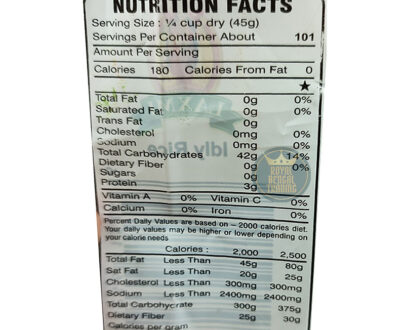 NUTRITION FACTS
Serving Size : ¼ cup dry (45g)
Servings Per Container About 101
Amount Per Serving
Calories 180 Calories From Fat 0
★
Total Fat 0g 0%
Saturated Fat 0g 0%
Trans Fat 0g
Cholesterol 0mg 0%
Sodium 0mg 0%
Total Carbohydrates 42g 14%
Dietary Fiber 0g 0%
Sugars 0g
Protein 3g
Vitamin A 0% Vitamin C 0%
Calcium 0% Iron 0%
Percent Daily Values are based on – 2000 calories diet.
Your daily values may be higher or lower depending on
your calorie needs
Calories : 2,000 2,500
Total Fat Less Than 45g 80g
Sat Fat Less Than 20g 25g
Cholesterol Less Than 300mg 300mg
Sodium Less Than 2400mg 2400mg
Total Carbohydrate 300g 375g
Dietary Fiber 25g 30g
Calories per gram
Idly Rice
ROYAL BENGAL TRADING